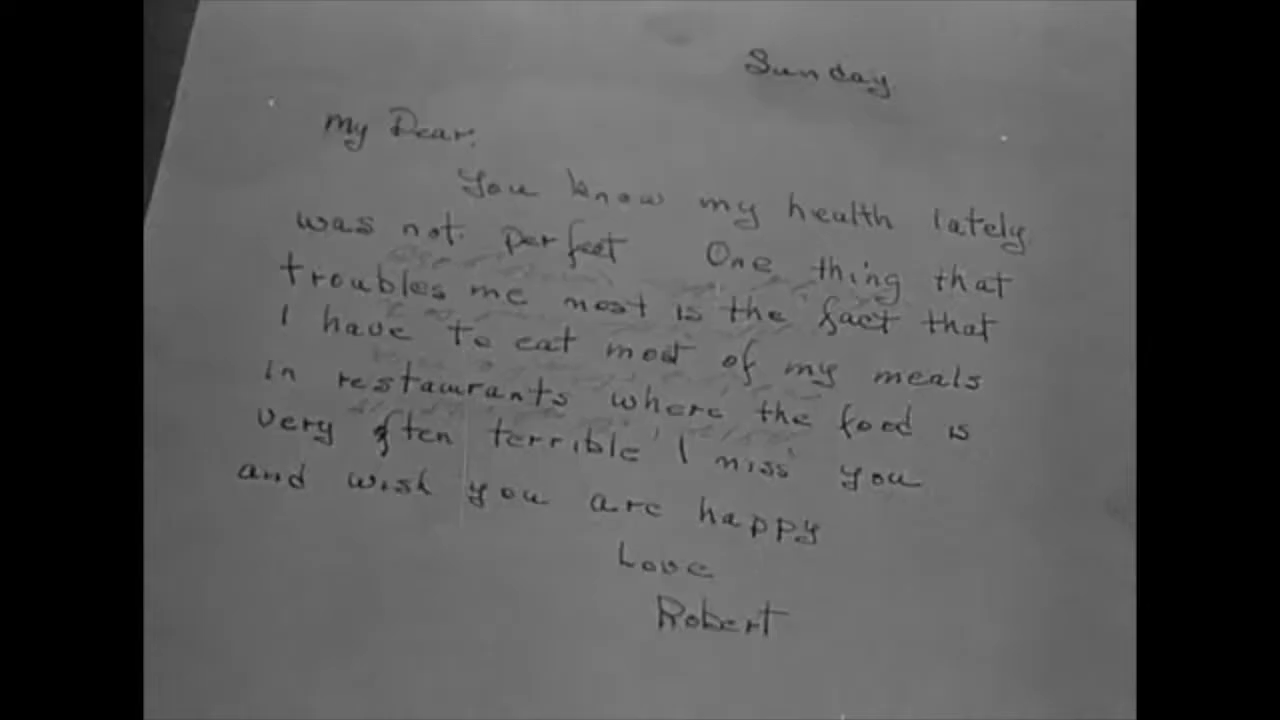 Sunday
My Dear.
You know my health lately
was not perfect One thing that
troubles me most is the fact that
I have to eat most of my meals
in restaurants where the food is
very often terrible I miss you
and wish you are happy
Love
Robert